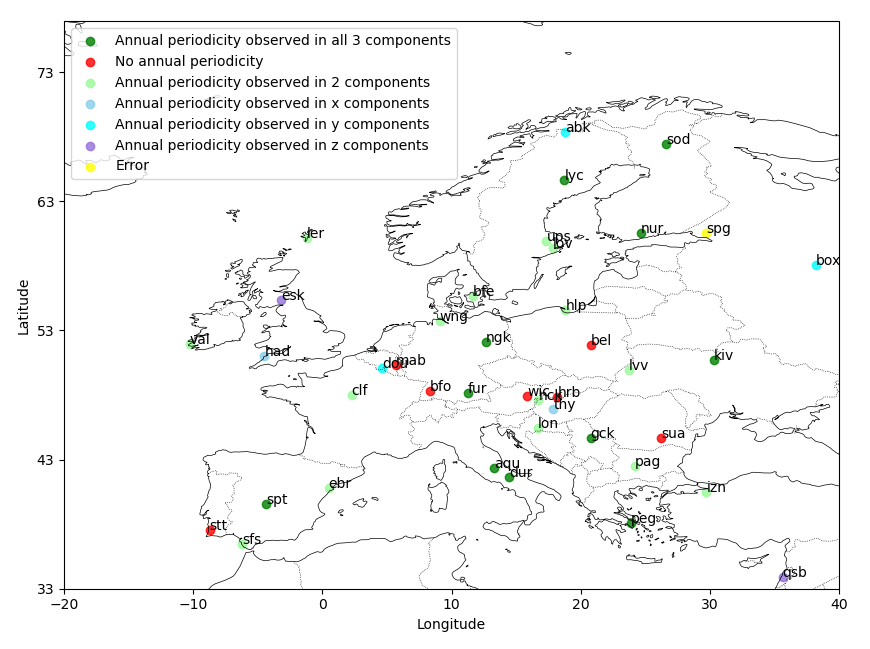 Annual periodicity observed in all 3 components
No annual periodicity
Annual periodicity observed in 2 components
Annual periodicity observed in x components
Annual periodicity observed in y components
Annual periodicity observed in z components
Error
73
63
53
43
33
Latitude
abk
sod
lyc
nur
spg
ups
lov
box
ler
esk
bfe
hlp
wng
val
had
ngk
bel
kiv
dou
mab
lvv
clf
bfo
fur
wic
nck
hrb
thy
lon
gck
sua
aqu
dur
pag
ebr
izn
spt
peg
stt
sfs
qsb
−20
−10
0
10
20
30
40
Longitude